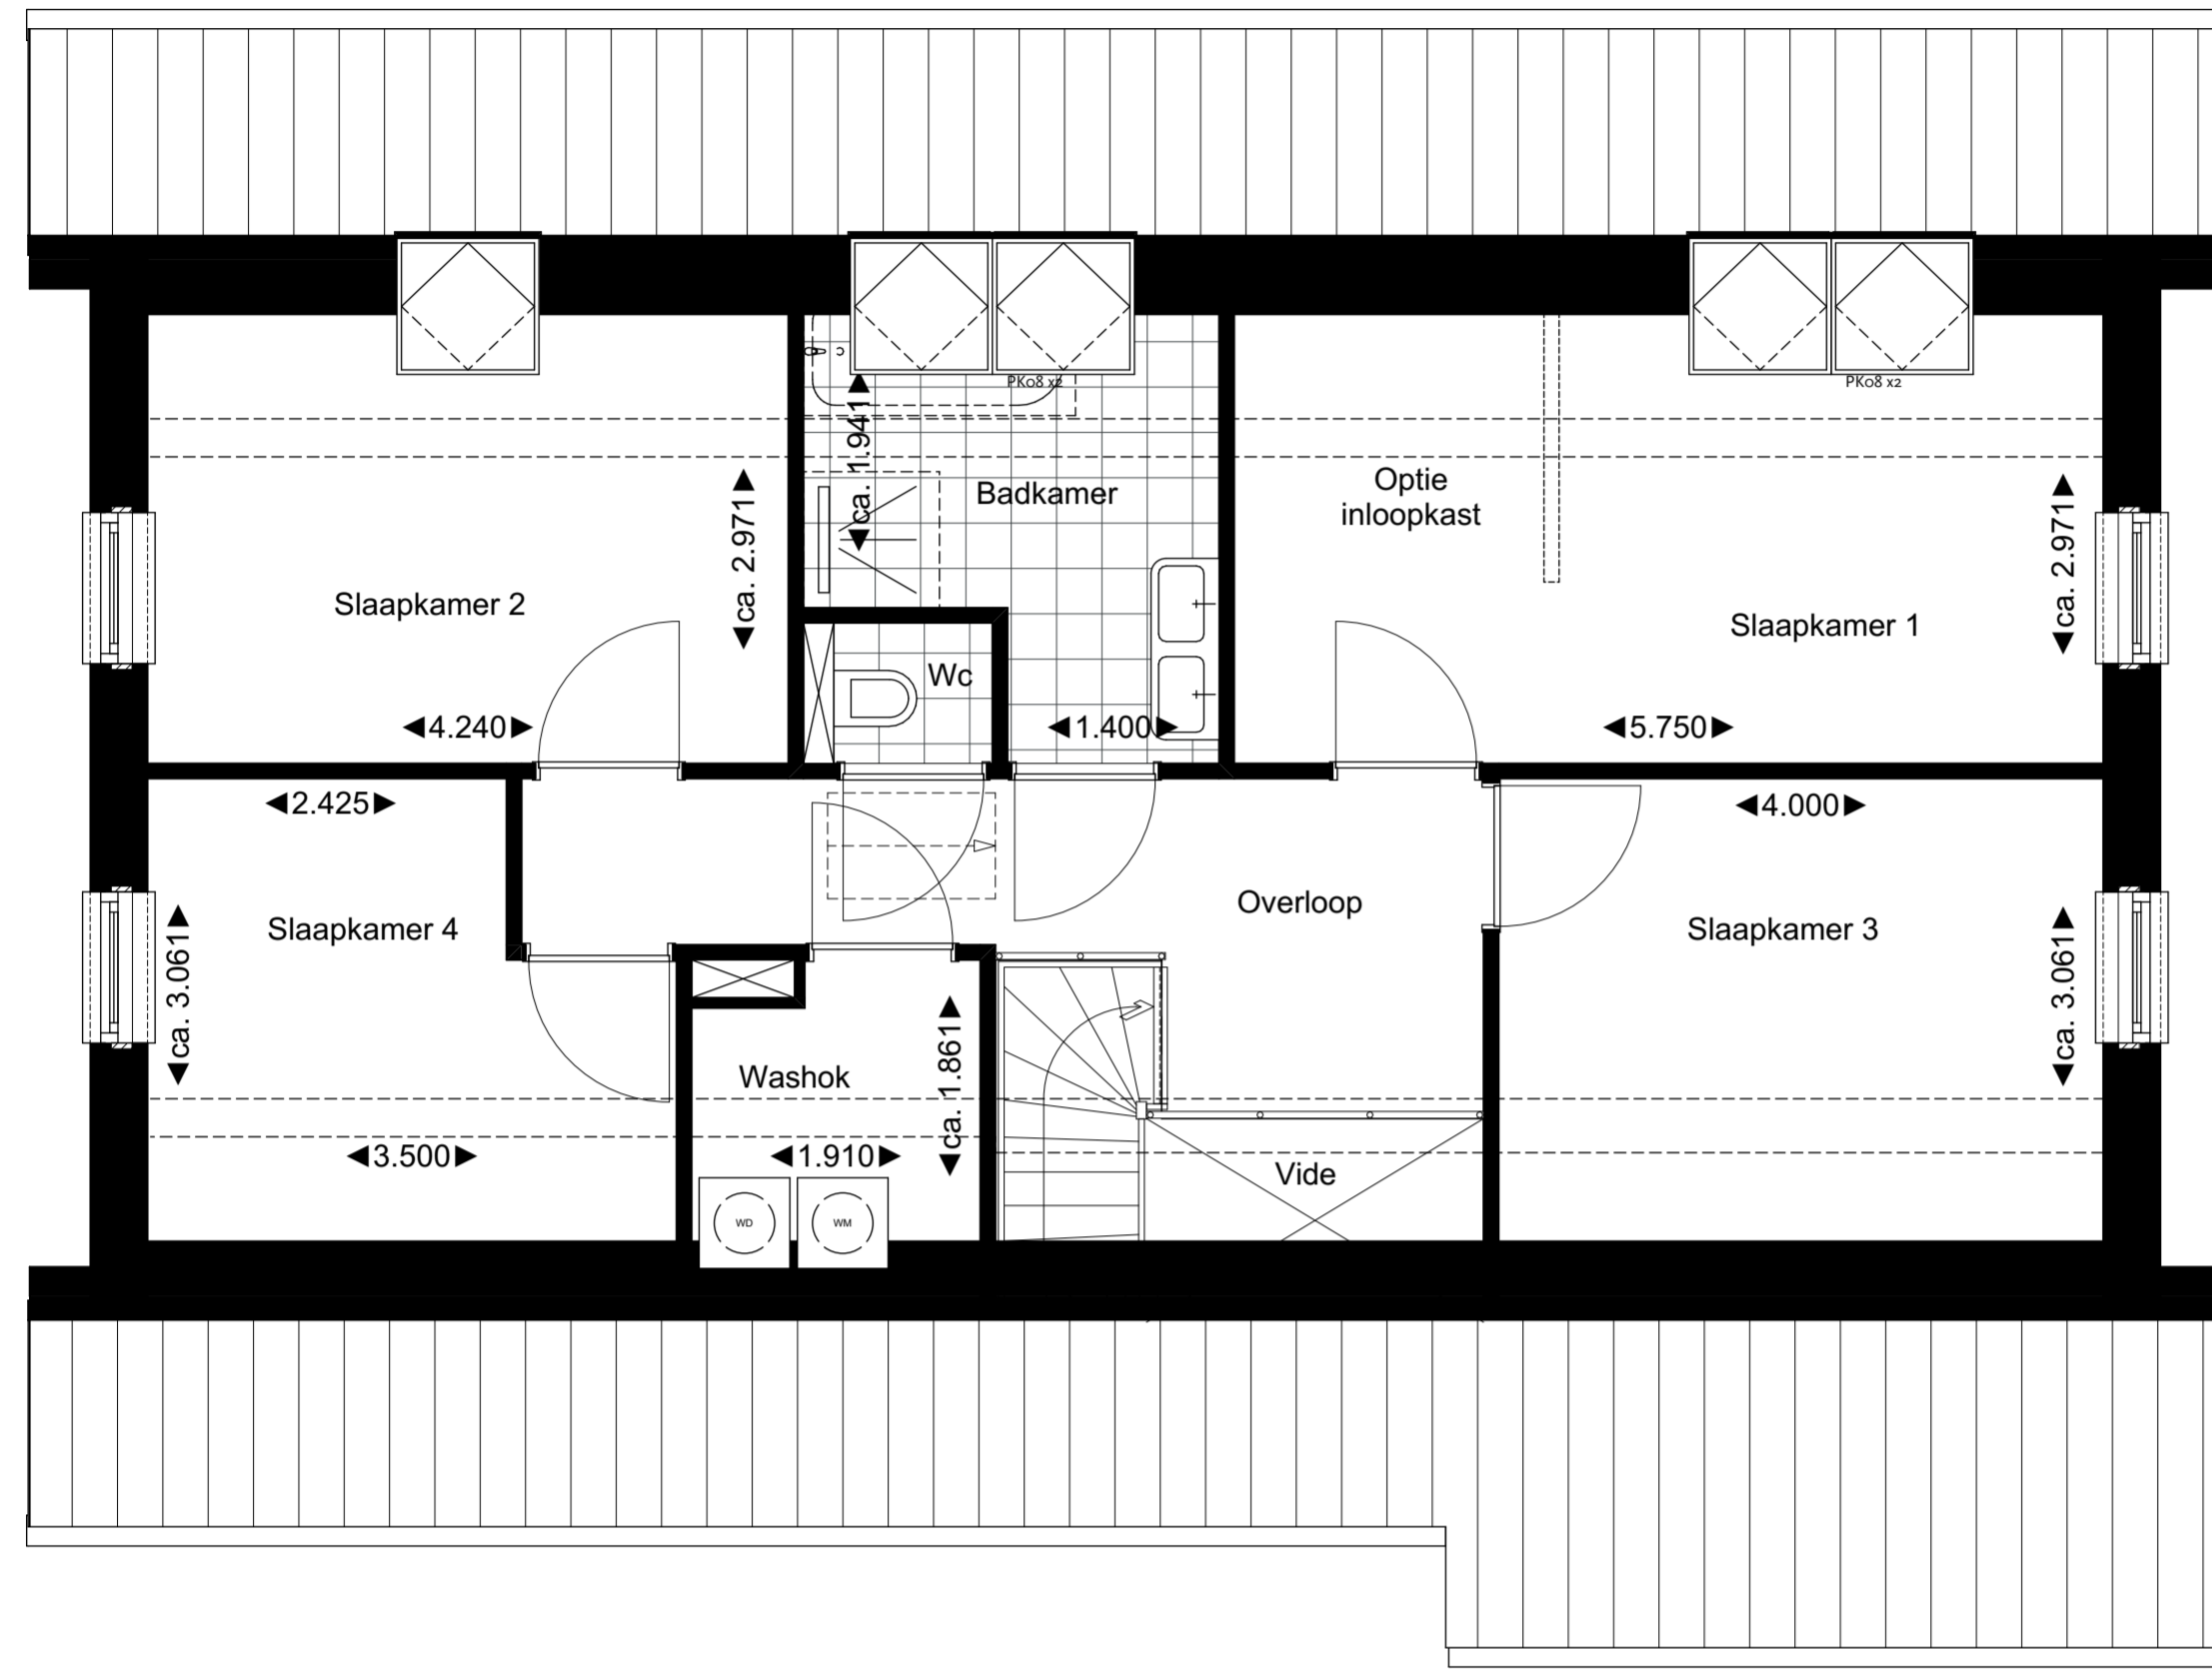 PK08 x2
PK08 x2
◀ca. 1.941▶
Optie
inloopkast
Badkamer
◀ca. 2.971▶
◀ca. 2.971▶
Slaapkamer 2
Slaapkamer 1
Wc
◀4.240▶
◀1.400▶
◀5.750▶
◀2.425▶
◀4.000▶
Overloop
Slaapkamer 4
Slaapkamer 3
◀ca. 3.061▶
◀ca. 3.061▶
Washok
◀ca. 1.861▶
◀3.500▶
◀1.910▶
Vide
WD
WM